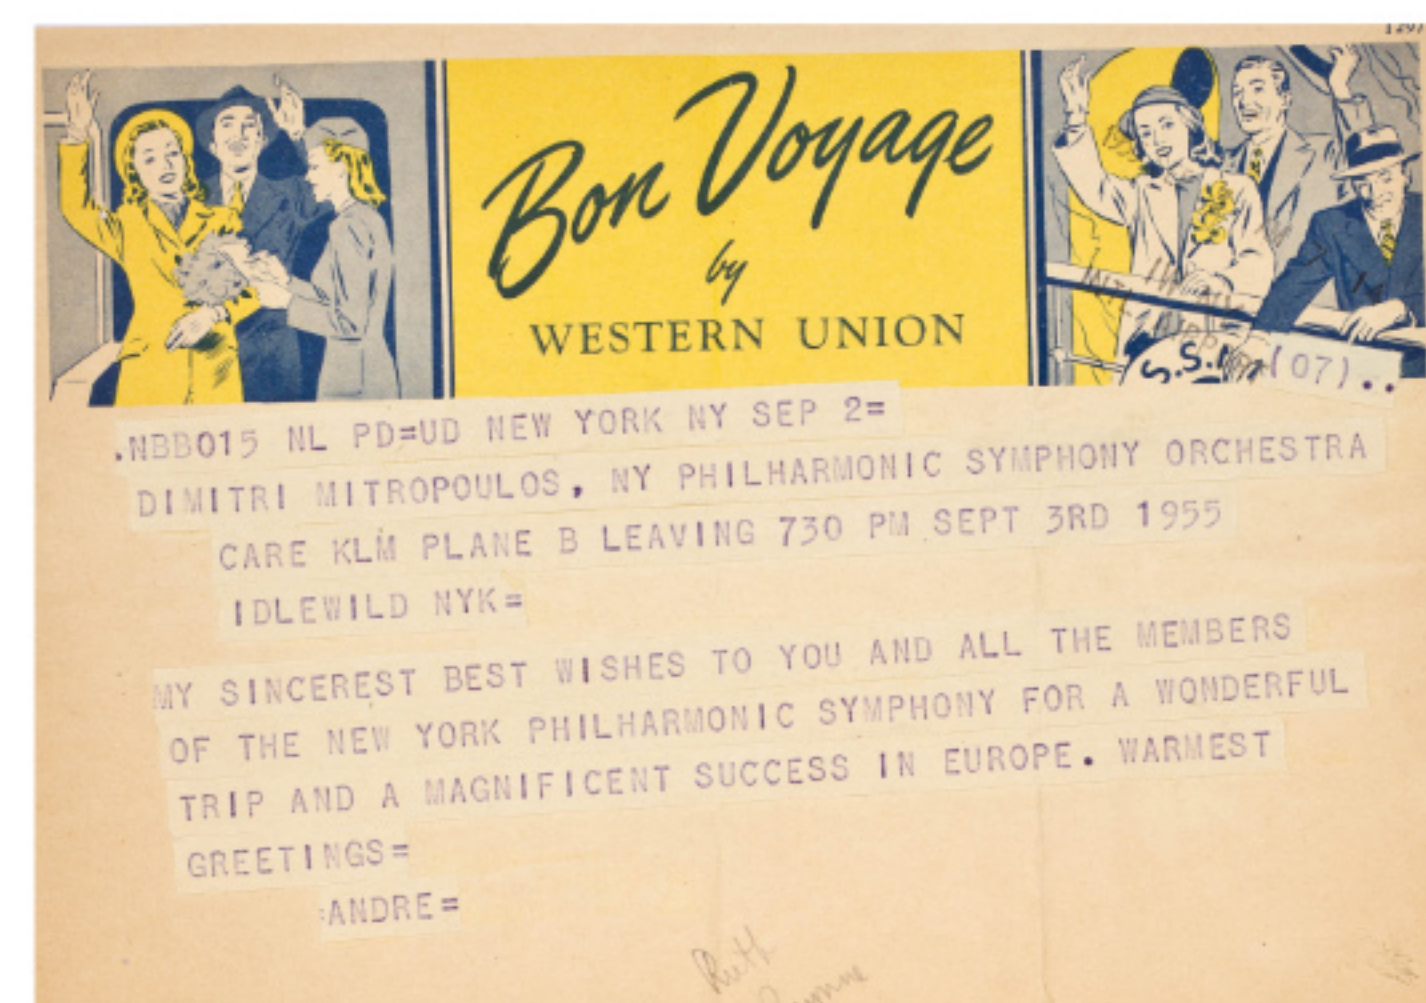 Bon Voyage
by
WESTERN UNION
S.S.
(07)..
.NBB015 NL PD=UD NEW YORK NY SEP 2=
DIMITRI MITROPOULOS, NY PHILHARMONIC SYMPHONY ORCHESTRA
CARE KLM PLANE B LEAVING 730 PM SEPT 3RD 1955
IDLEWILD NYK=
MY SINCEREST BEST WISHES TO YOU AND ALL THE MEMBERS
OF THE NEW YORK PHILHARMONIC SYMPHONY FOR A WONDERFUL
TRIP AND A MAGNIFICENT SUCCESS IN EUROPE. WARMEST
GREETINGS=
=ANDRE=